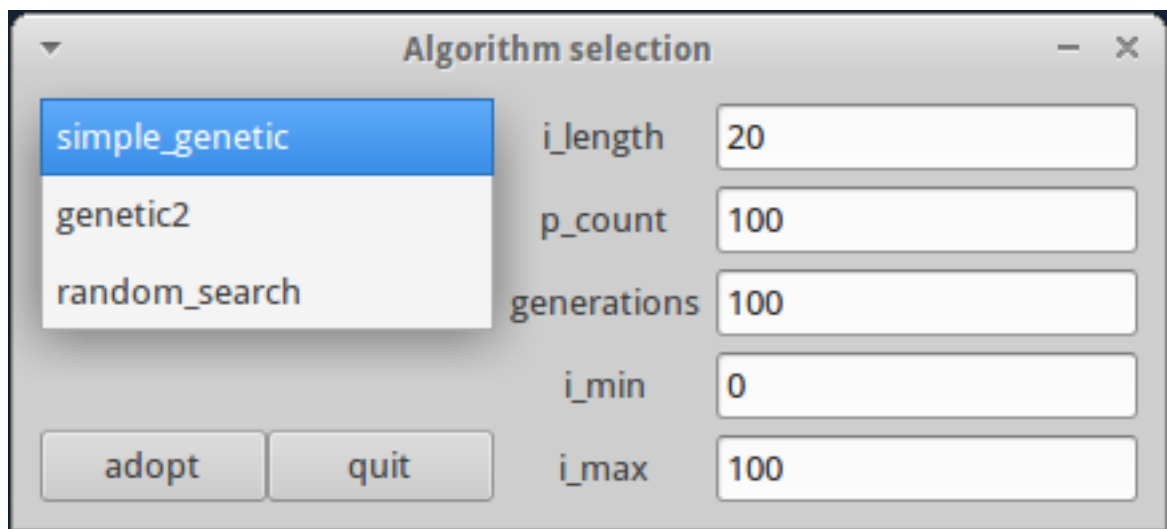 Algorithm selection
simple_genetic
genetic2
random_search
adopt
quit
i_length 20
p_count 100
generations 100
i_min 0
i_max 100